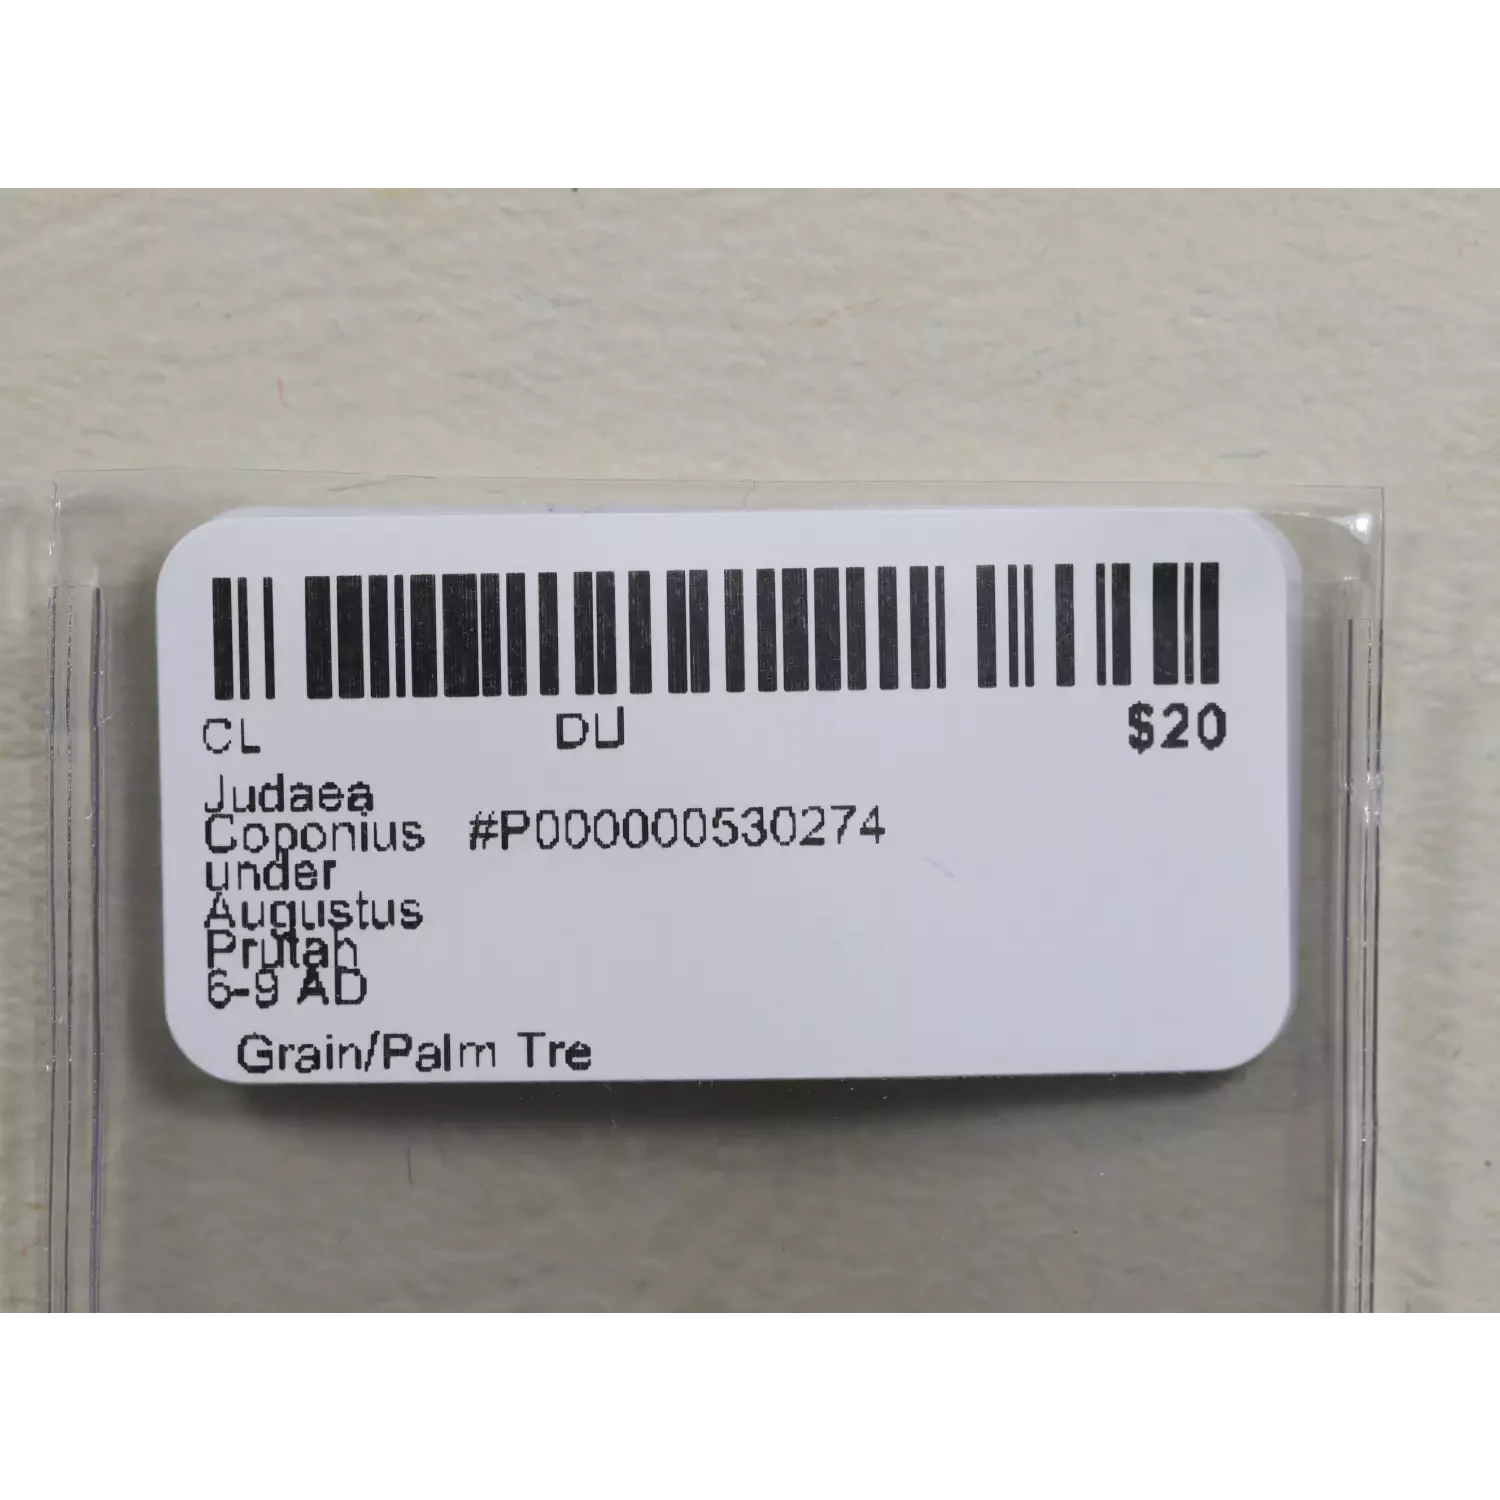 CL DU $20
Judaea
Coponius #P000000530274
under
Augustus
Prutah
6-9 AD
Grain/Palm Tre